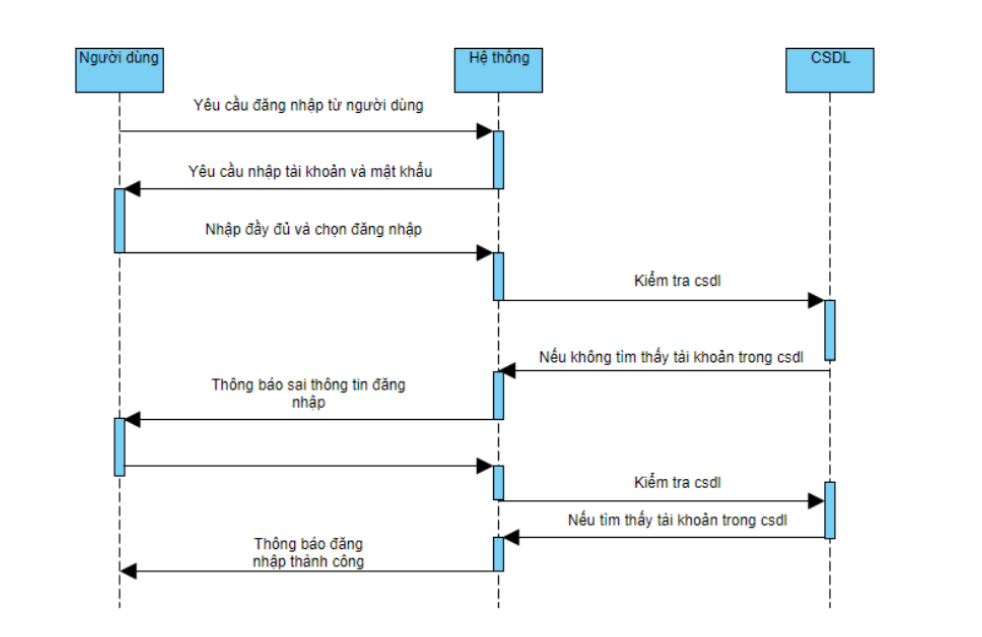 Người dùng
Hệ thống
CSDL
Yêu cầu đăng nhập từ người dùng
Yêu cầu nhập tài khoản và mật khẩu
Nhập đầy đủ và chọn đăng nhập
Kiểm tra csdl
Nếu không tìm thấy tài khoản trong csdl
Thông báo sai thông tin đăng
nhập
Kiểm tra csdl
Nếu tìm thấy tài khoản trong csdl
Thông báo đăng
nhập thành công